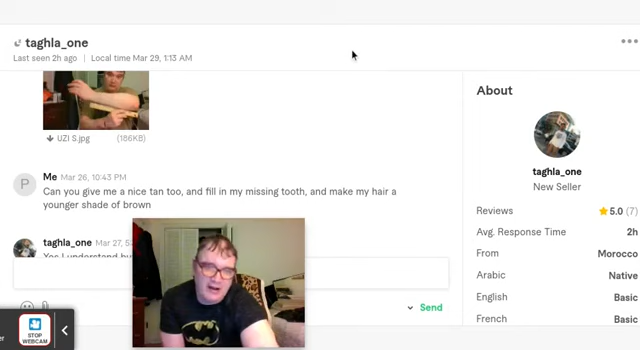 taghla_one
Last seen 2h ago | Local time Mar 29, 1:13 AM
UZI S.jpg (186KB)
P Me Mar 26, 10:43 PM
Can you give me a nice tan too, and fill in my missing tooth, and make my hair a
younger shade of brown
taghla_one Mar 27, 5
Yes I understand
Send
STOP
WEBCAM
About
taghla_one
New Seller
Reviews 5.0 (7)
Avg. Response Time 2h
From Morocco
Arabic Native
English Basic
French Basic